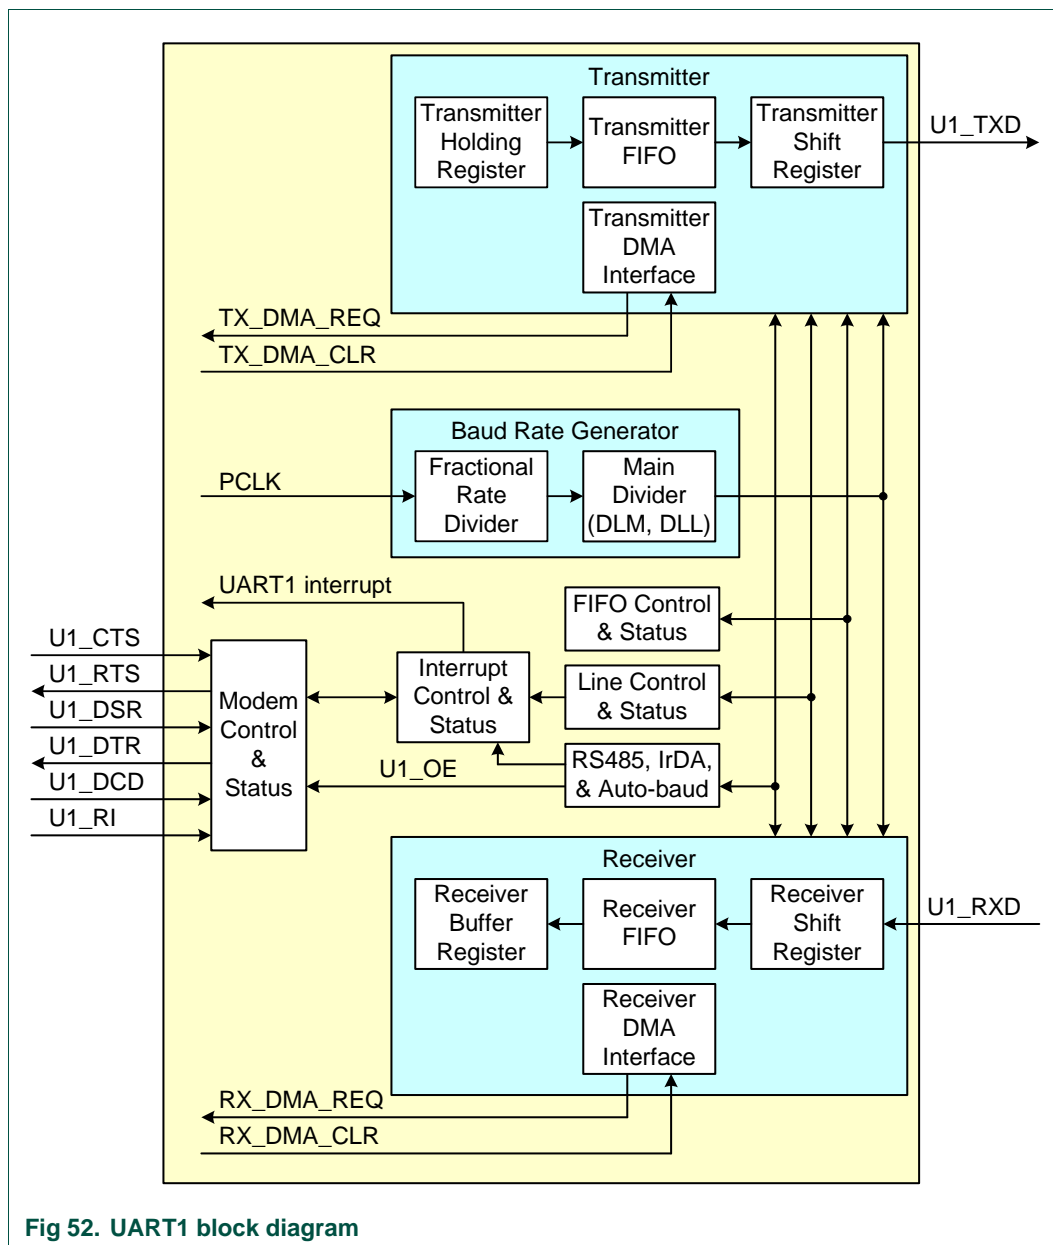 Transmitter
Transmitter
Holding
Register
Transmitter
FIFO
Transmitter
Shift
Register
U1_TXD
Transmitter
DMA
Interface
TX_DMA_REQ
TX_DMA_CLR
Baud Rate Generator
PCLK
Fractional
Rate
Divider
Main
Divider
(DLM, DLL)
UART1 interrupt
FIFO Control
& Status
U1_CTS
U1_RTS
U1_DSR
U1_DTR
U1_DCD
U1_RI
Modem
Control
&
Status
Interrupt
Control &
Status
Line Control
& Status
U1_OE
RS485, IrDA,
& Auto-baud
Receiver
Receiver
Buffer
Register
Receiver
FIFO
Receiver
Shift
Register
U1_RXD
Receiver
DMA
Interface
RX_DMA_REQ
RX_DMA_CLR
Fig 52. UART1 block diagram